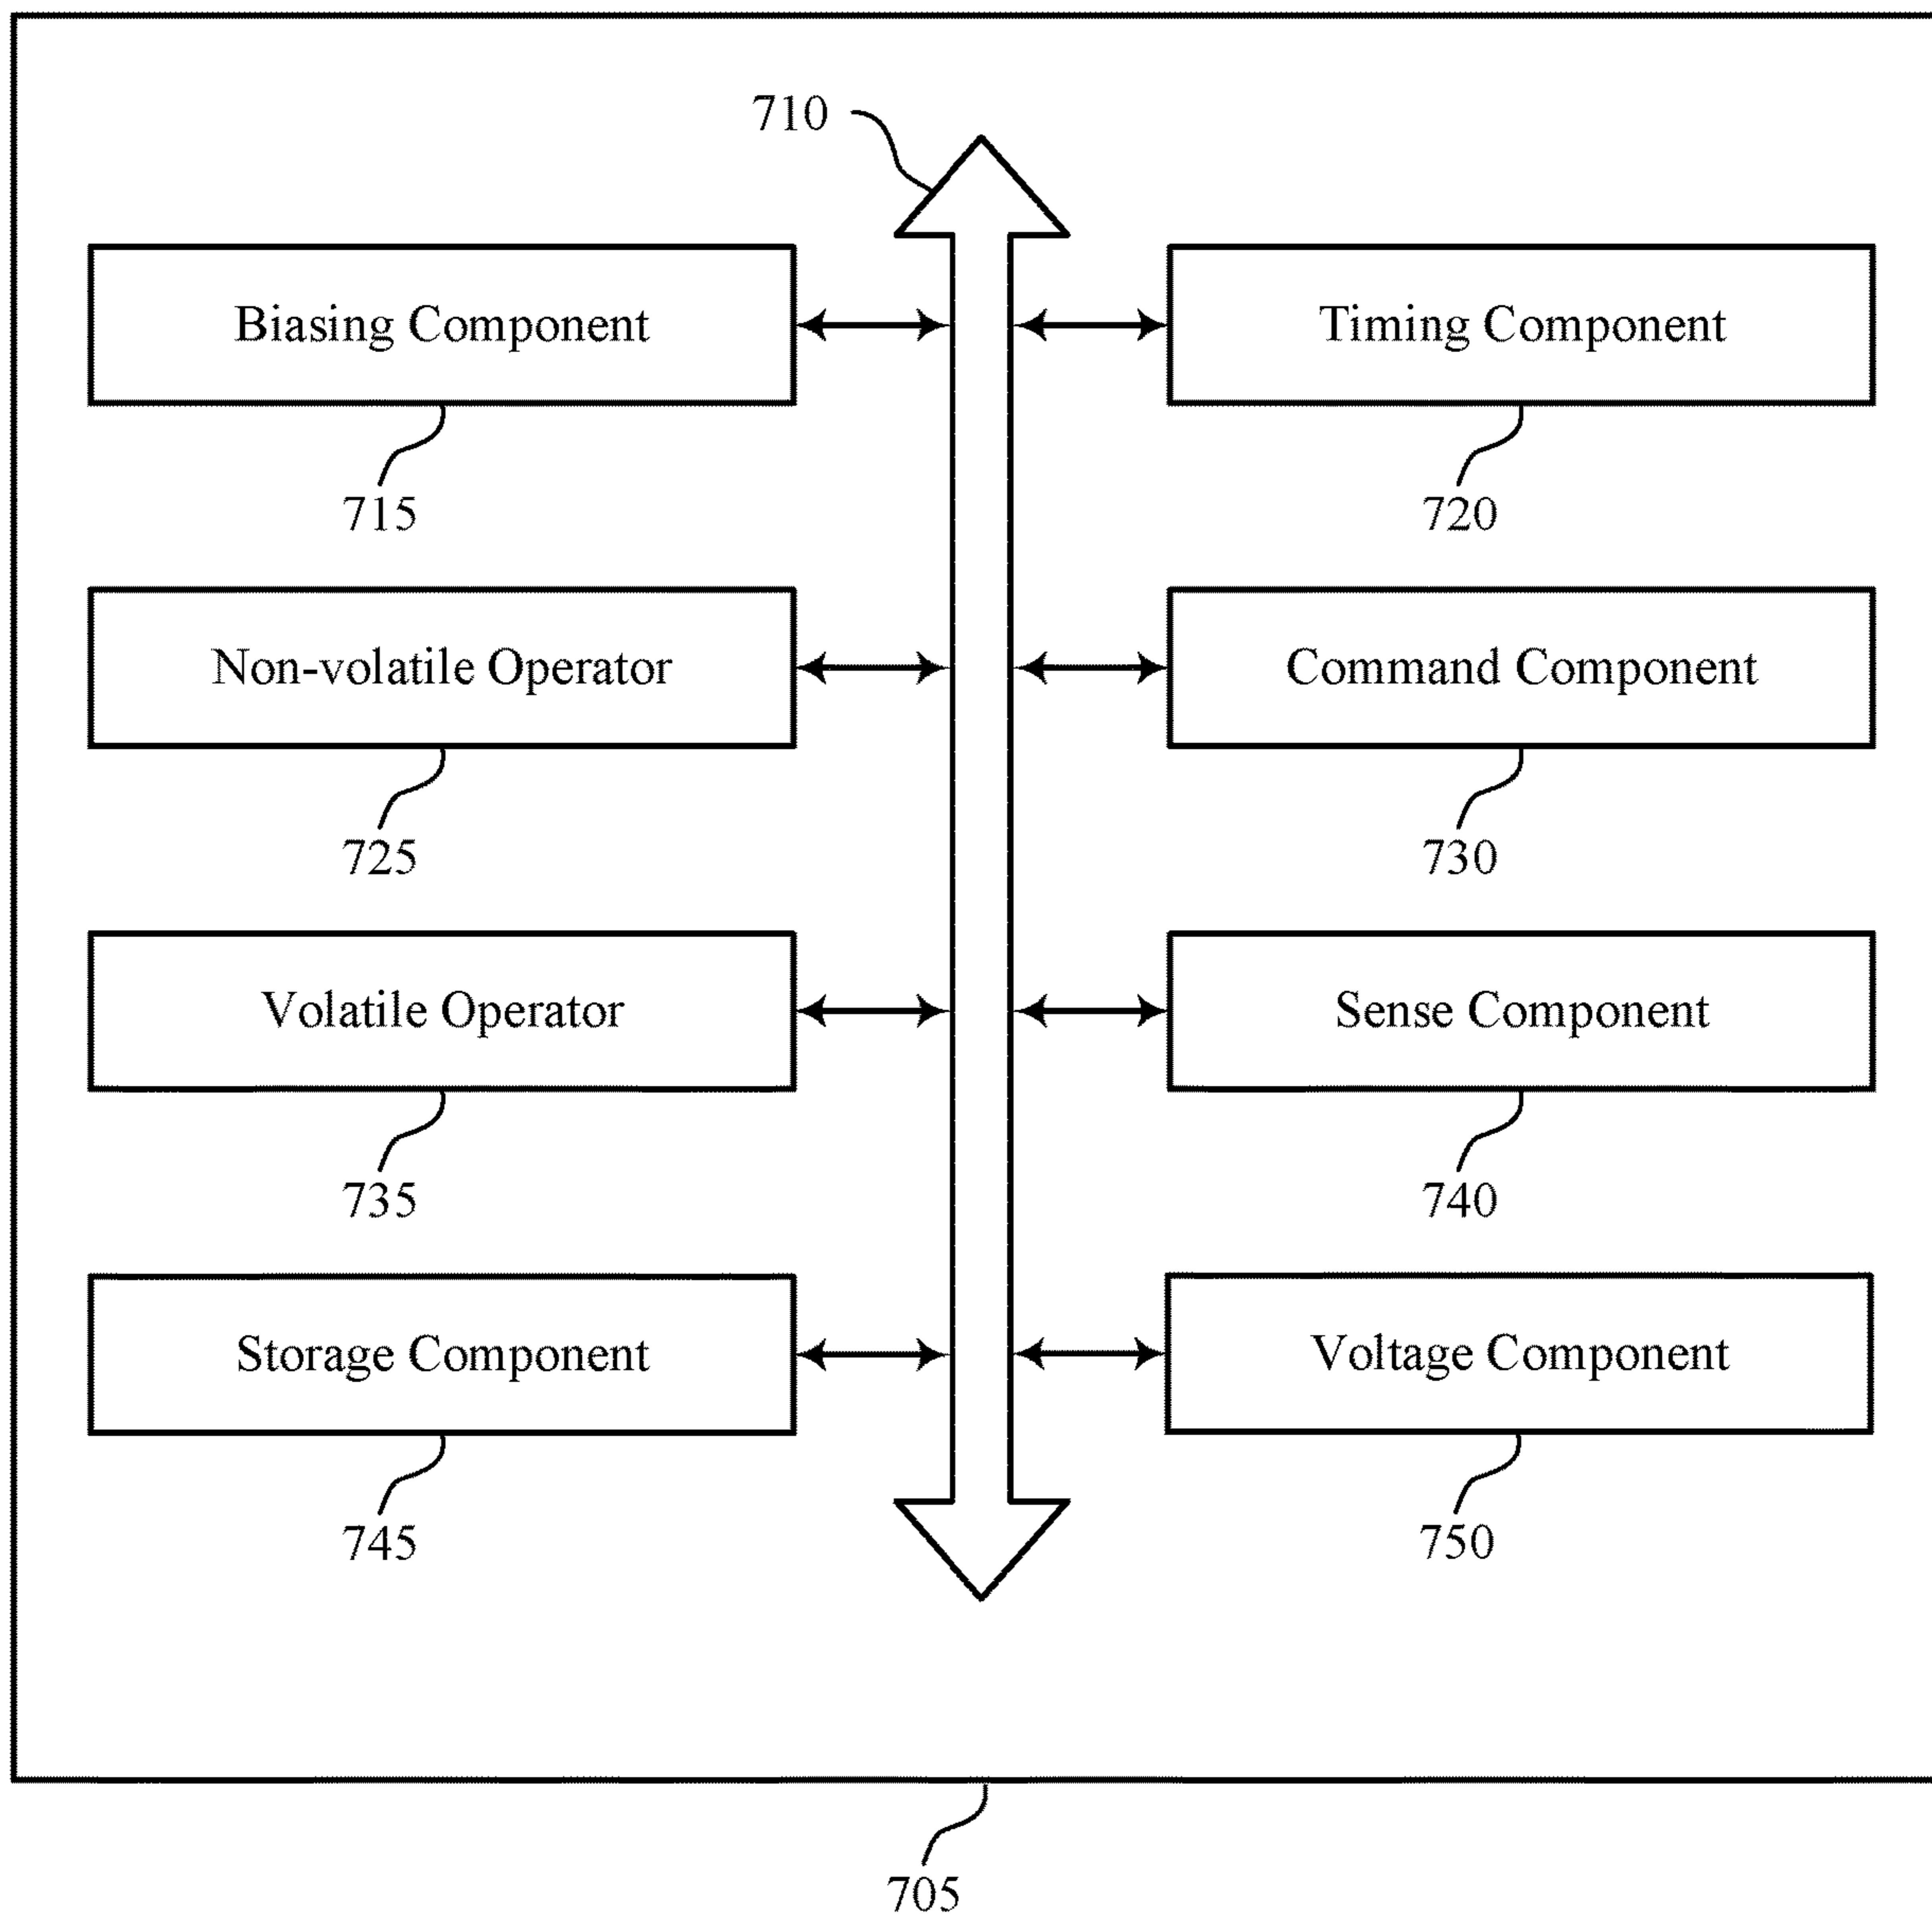 710
Biasing Component
Timing Component
715
720
Non-volatile Operator
Command Component
725
730
Volatile Operator
Sense Component
735
740
Storage Component
Voltage Component
745
750
705